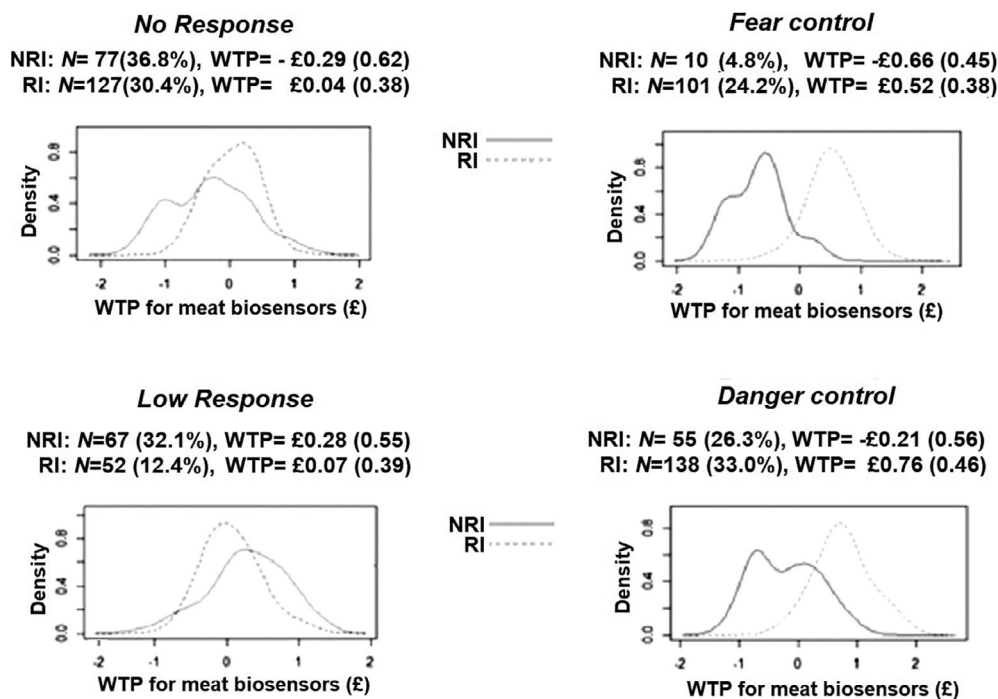 No Response
NRI: N= 77(36.8%), WTP= - £0.29 (0.62)
RI: N=127(30.4%), WTP= £0.04 (0.38)
Density
0.0 0.4 0.8
-2 -1 0 1 2
WTP for meat biosensors (£)
NRI
RI
Fear control
NRI: N= 10 (4.8%), WTP= -£0.66 (0.45)
RI: N=101 (24.2%), WTP= £0.52 (0.38)
Density
0.0 0.4 0.8
-2 -1 0 1 2
WTP for meat biosensors (£)
Low Response
NRI: N=67 (32.1%), WTP= £0.28 (0.55)
RI: N=52 (12.4%), WTP= £0.07 (0.39)
Density
0.0 0.4 0.8
-2 -1 0 1 2
WTP for meat biosensors (£)
NRI
RI
Danger control
NRI: N= 55 (26.3%), WTP= -£0.21 (0.56)
RI: N=138 (33.0%), WTP= £0.76 (0.46)
Density
0.0 0.4 0.8
-2 -1 0 1 2
WTP for meat biosensors (£)